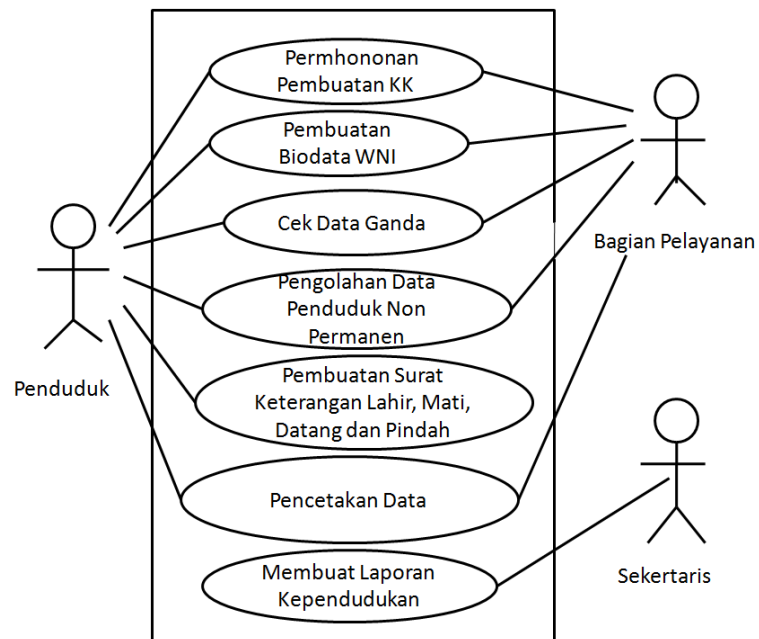 Permhononan
Pembuatan KK
Pembuatan
Biodata WNI
Cek Data Ganda
Bagian Pelayanan
Pengolahan Data
Penduduk Non
Permanen
Penduduk
Pembuatan Surat
Keterangan Lahir, Mati,
Datang dan Pindah
Pencetakan Data
Membuat Laporan
Kependudukan
Sekertaris